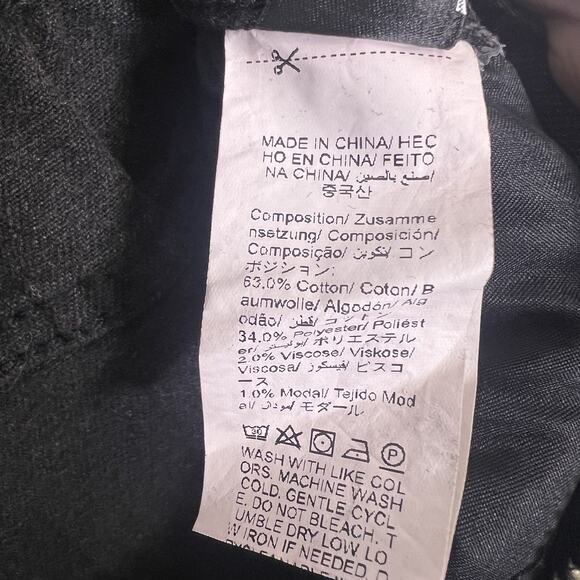 MADE IN CHINA/ HEC
HO EN CHINA/ FEITO
NA CHINA/ صنع بالصين/
중국산
Composition/ Zusamme
nsetzung/ Composición/
Composição/ تكوين/ コン
ポジション:
63.0% Cotton/ Coton/ B
aumwolle/ Algodón/ Alg
odão/ قطن/ コットン
34.0% Polyester/ Poliést
er/ بوليستر/ ポリエステル
2.0% Viscose/ Viskose/
Viscosa/ فيسكوز/ ビスコ
ース
1.0% Modal/ Tejido Mod
al/ مودال/ モダール
30 P
WASH WITH LIKE COL
ORS. MACHINE WASH
COLD, GENTLE CYCL
E. DO NOT BLEACH. T
UMBLE DRY LOW LO
W IRON IF NEEDED. D